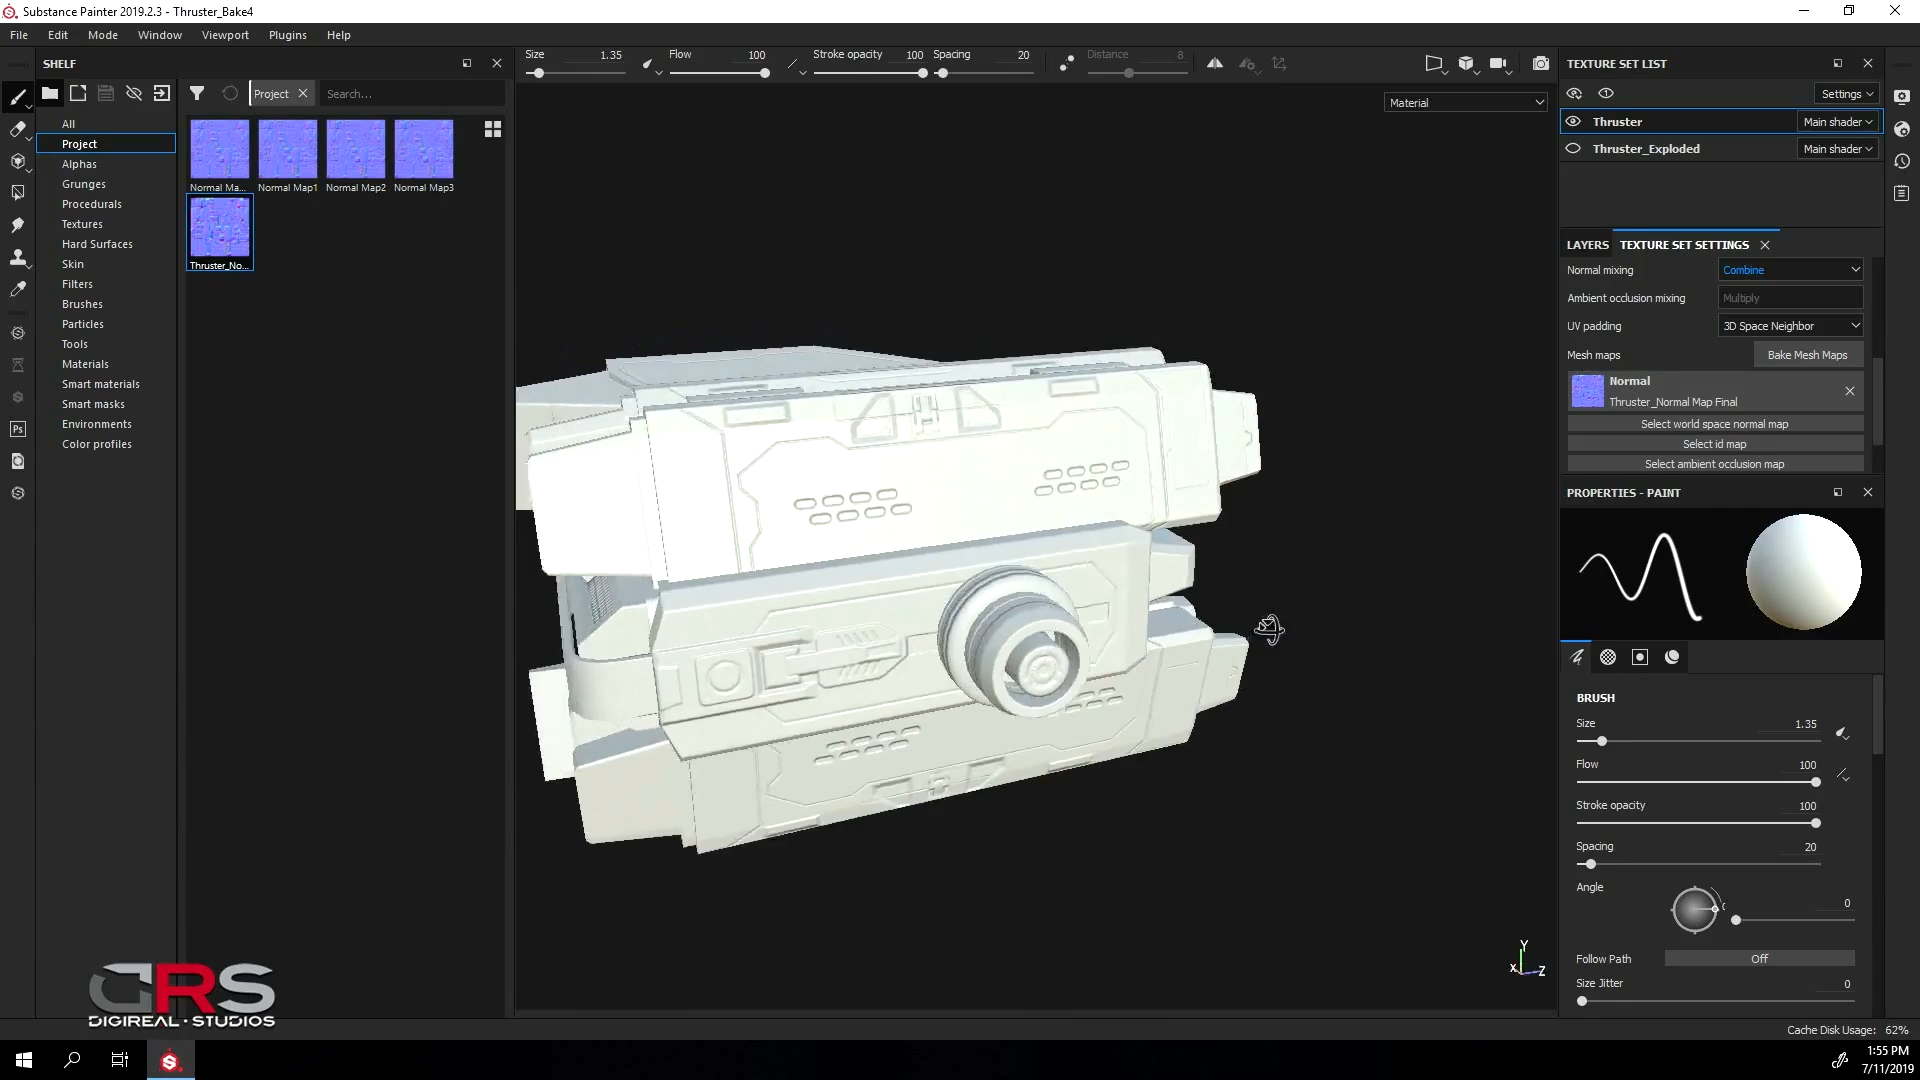 Substance Painter 2019.2.3 - Thruster_Bake4
File Edit Mode Window Viewport Plugins Help
SHELF
Size 1.35 Flow 100 Stroke opacity 100 Spacing 20 Distance 8
Project
Search...
Material
All
Project
Alphas
Grunges
Procedurals
Textures
Hard Surfaces
Skin
Filters
Brushes
Particles
Tools
Materials
Smart materials
Smart masks
Environments
Color profiles
Normal Ma... Normal Map1 Normal Map2 Normal Map3
Thruster_No...
Ps
TEXTURE SET LIST
Settings
Thruster Main shader
Thruster_Exploded Main shader
LAYERS TEXTURE SET SETTINGS
Normal mixing Combine
Ambient occlusion mixing Multiply
UV padding 3D Space Neighbor
Mesh maps Bake Mesh Maps
Normal
Thruster_Normal Map Final
Select world space normal map
Select id map
Select ambient occlusion map
PROPERTIES - PAINT
BRUSH
Size 1.35
Flow 100
Stroke opacity 100
Spacing 20
Angle 0
Follow Path Off
Size Jitter 0
Y
X Z
DRS
DIGIREAL·STUDIOS
Cache Disk Usage: 62%
1:55 PM
7/11/2019